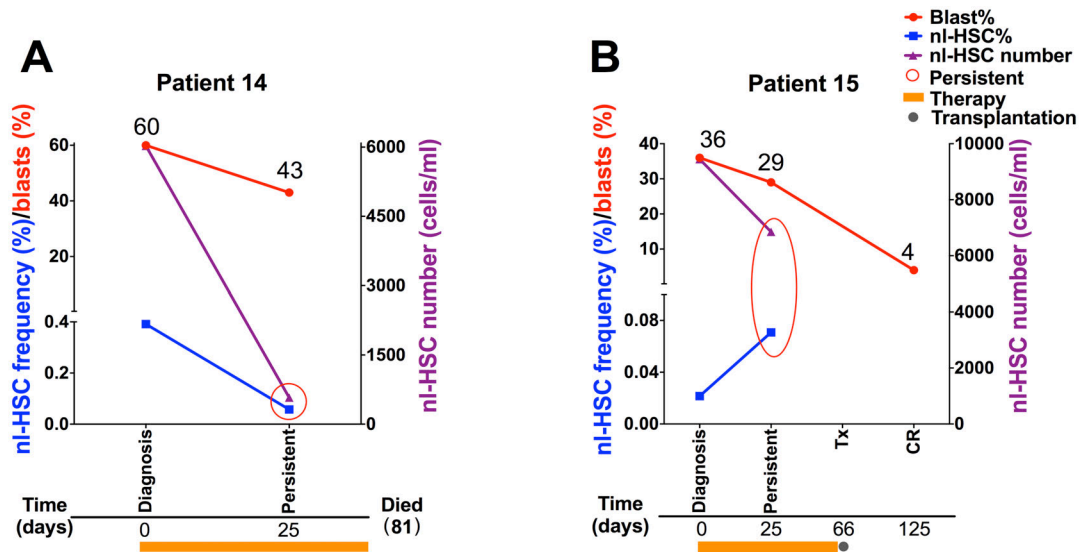 A
Patient 14
nl-HSC frequency (%)/blasts (%)
60
40
20
0.4
0.2
0.0
60
43
6000
4500
3000
1500
0
nl-HSC number (cells/ml)
Diagnosis
Persistent
Time
(days)
0
25
Died
(81)
B
Patient 15
Blast%
nl-HSC%
nl-HSC number
Persistent
Therapy
Transplantation
nl-HSC frequency (%)/blasts (%)
40
30
20
10
0.08
0.04
0.00
36
29
4
10000
8000
6000
4000
2000
0
nl-HSC number (cells/ml)
Diagnosis
Persistent
Tx
CR
Time
(days)
0
25
66
125